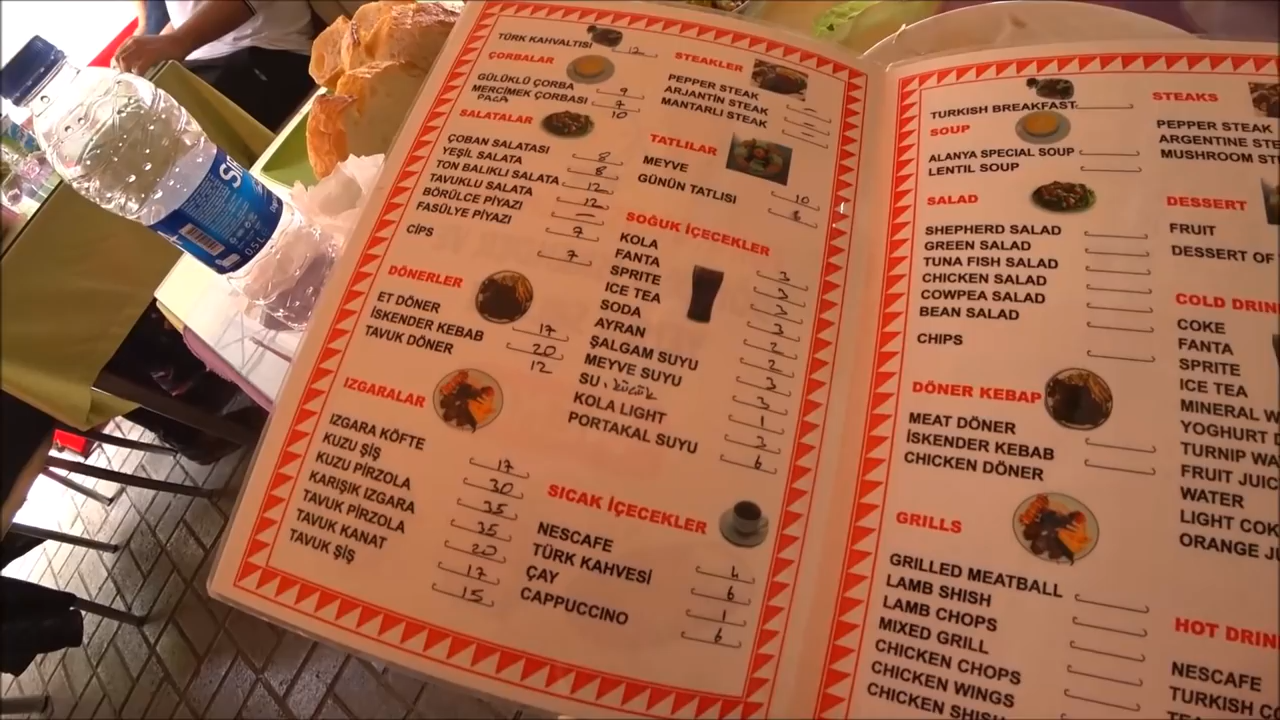 TÜRK KAHVALTISI 12
ÇORBALAR
GÜLÜKLÜ ÇORBA 9
MERCİMEK ÇORBASI 7
PAÇA 10
SALATALAR
ÇOBAN SALATASI 8
YEŞİL SALATA 8
TON BALIKLI SALATA 12
TAVUKLU SALATA 12
BÖRÜLCE PİYAZI —
FASÜLYE PİYAZI 7
CİPS 7
DÖNERLER
ET DÖNER 17
İSKENDER KEBAB 20
TAVUK DÖNER 12
IZGARALAR
IZGARA KÖFTE 17
KUZU ŞİŞ 30
KUZU PİRZOLA 35
KARIŞIK IZGARA 35
TAVUK PİRZOLA 20
TAVUK KANAT 17
TAVUK ŞİŞ 15
STEAKLER
PEPPER STEAK
ARJANTİN STEAK
MANTARLI STEAK
TATLILAR
MEYVE 10
GÜNÜN TATLISI 6
SOĞUK İÇECEKLER
KOLA 3
FANTA 3
SPRITE 3
ICE TEA 3
SODA 2
AYRAN 2
ŞALGAM SUYU 3
MEYVE SUYU 3
SU, küçük 1
KOLA LIGHT 3
PORTAKAL SUYU 6
SICAK İÇECEKLER
NESCAFE 4
TÜRK KAHVESİ 6
ÇAY 1
CAPPUCCINO 6
TURKISH BREAKFAST
SOUP
ALANYA SPECIAL SOUP
LENTIL SOUP
SALAD
SHEPHERD SALAD
GREEN SALAD
TUNA FISH SALAD
CHICKEN SALAD
COWPEA SALAD
BEAN SALAD
CHIPS
DÖNER KEBAP
MEAT DÖNER
İSKENDER KEBAB
CHICKEN DÖNER
GRILLS
GRILLED MEATBALL
LAMB SHISH
LAMB CHOPS
MIXED GRILL
CHICKEN CHOPS
CHICKEN WINGS
CHICKEN SHISH
STEAKS
PEPPER STEAK
ARGENTINE STE
MUSHROOM ST
DESSERT
FRUIT
DESSERT OF
COLD DRIN
COKE
FANTA
SPRITE
ICE TEA
MINERAL W
YOGHURT D
TURNIP WA
FRUIT JUIC
WATER
LIGHT COK
ORANGE J
HOT DRIN
NESCAFE
TURKISH C
0.5 L